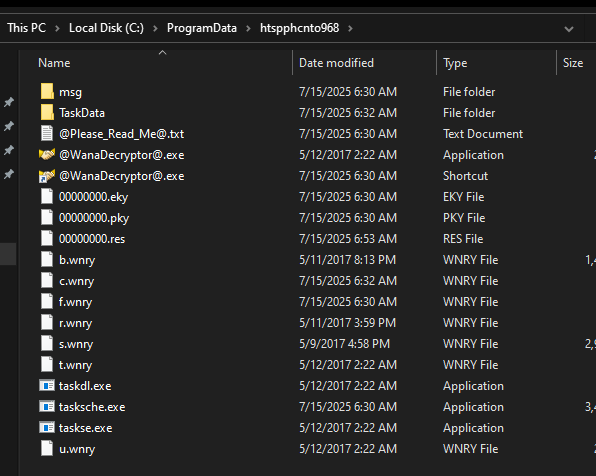 This PC > Local Disk (C:) > ProgramData > htspphcnto968 >
Name Date modified Type Size
msg 7/15/2025 6:30 AM File folder
TaskData 7/15/2025 6:32 AM File folder
@Please_Read_Me@.txt 7/15/2025 6:30 AM Text Document
@WanaDecryptor@.exe 5/12/2017 2:22 AM Application 2
@WanaDecryptor@.exe 7/15/2025 6:30 AM Shortcut
00000000.eky 7/15/2025 6:30 AM EKY File
00000000.pky 7/15/2025 6:30 AM PKY File
00000000.res 7/15/2025 6:53 AM RES File
b.wnry 5/11/2017 8:13 PM WNRY File 1,4
c.wnry 7/15/2025 6:32 AM WNRY File
f.wnry 7/15/2025 6:30 AM WNRY File
r.wnry 5/11/2017 3:59 PM WNRY File
s.wnry 5/9/2017 4:58 PM WNRY File 2,9
t.wnry 5/12/2017 2:22 AM WNRY File
taskdl.exe 5/12/2017 2:22 AM Application
tasksche.exe 7/15/2025 6:30 AM Application 3,4
taskse.exe 5/12/2017 2:22 AM Application
u.wnry 5/12/2017 2:22 AM WNRY File 2